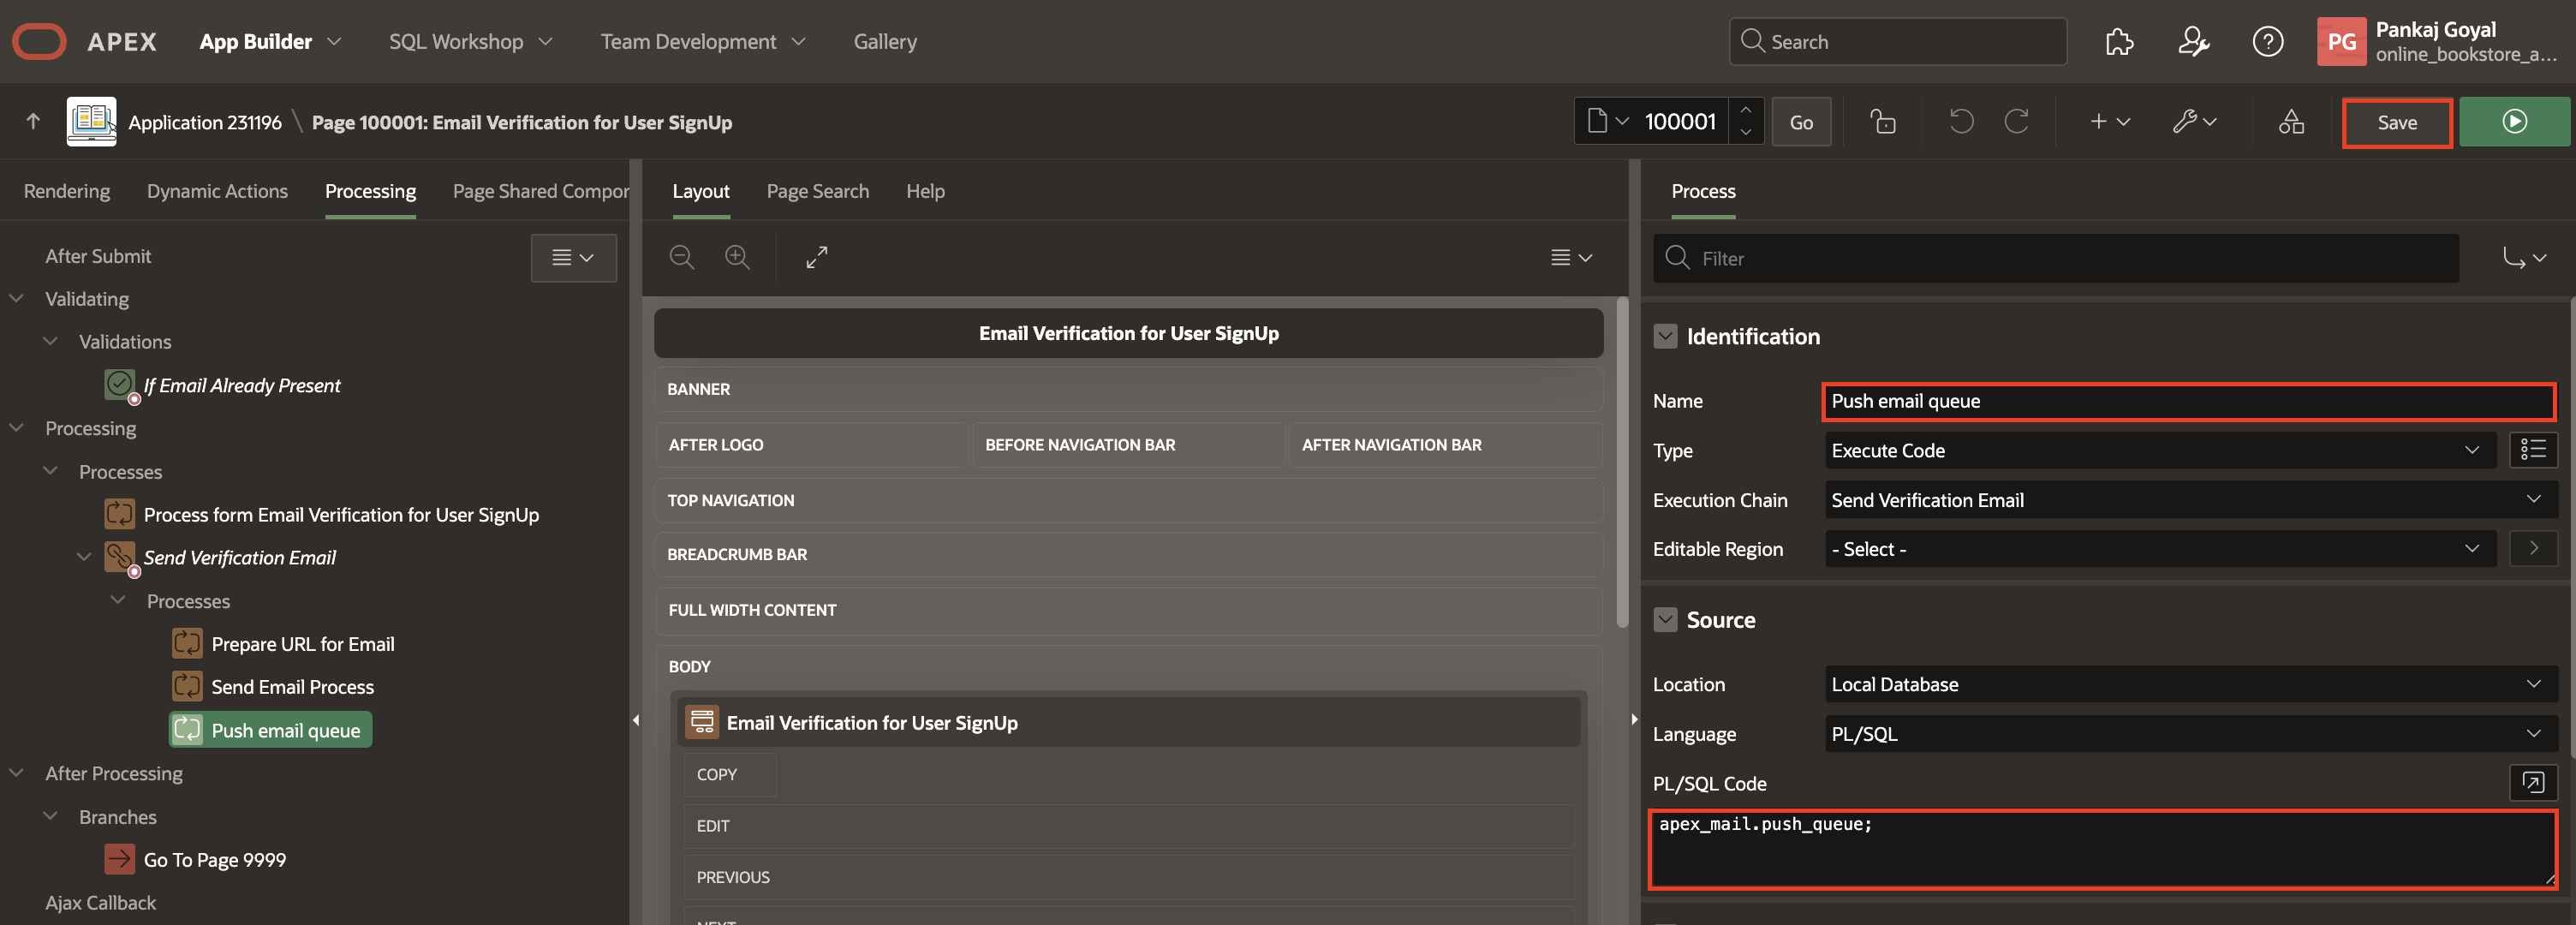 APEX App Builder SQL Workshop Team Development Gallery Search PG Pankaj Goyal
online_bookstore_a...
Application 231196 \ Page 100001: Email Verification for User SignUp 100001 Go Save
Rendering Dynamic Actions Processing Page Shared Compor
After Submit
Validating
Validations
If Email Already Present
Processing
Processes
Process form Email Verification for User SignUp
Send Verification Email
Processes
Prepare URL for Email
Send Email Process
Push email queue
After Processing
Branches
Go To Page 9999
Ajax Callback
Layout Page Search Help
Email Verification for User SignUp
BANNER
AFTER LOGO BEFORE NAVIGATION BAR AFTER NAVIGATION BAR
TOP NAVIGATION
BREADCRUMB BAR
FULL WIDTH CONTENT
BODY
Email Verification for User SignUp
COPY
EDIT
PREVIOUS
NEXT
Process
Filter
Identification
Name Push email queue
Type Execute Code
Execution Chain Send Verification Email
Editable Region - Select -
Source
Location Local Database
Language PL/SQL
PL/SQL Code
apex_mail.push_queue;